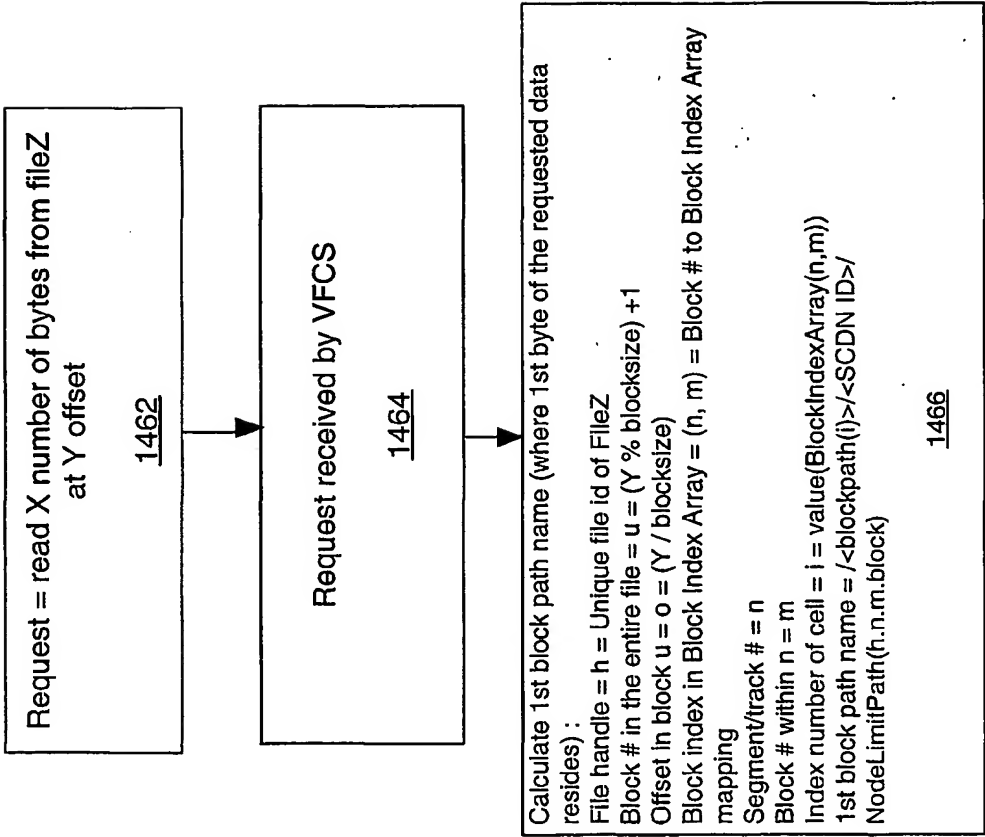 Request = read X number of bytes from fileZ
at Y offset
1462
Request received by VFCS
1464
Calculate 1st block path name (where 1st byte of the requested data
resides) :
File handle = h = Unique file id of FileZ
Block # in the entire file = u = (Y % blocksize) +1
Offset in block u = o = (Y / blocksize)
Block index in Block Index Array = (n, m) = Block # to Block Index Array
mapping
Segment/track # = n
Block # within n = m
Index number of cell = i = value(BlockIndexArray(n,m))
1st block path name = /<blockpath(i)>/<SCDN ID>/
NodeLimitPath(h.n.m.block)
1466